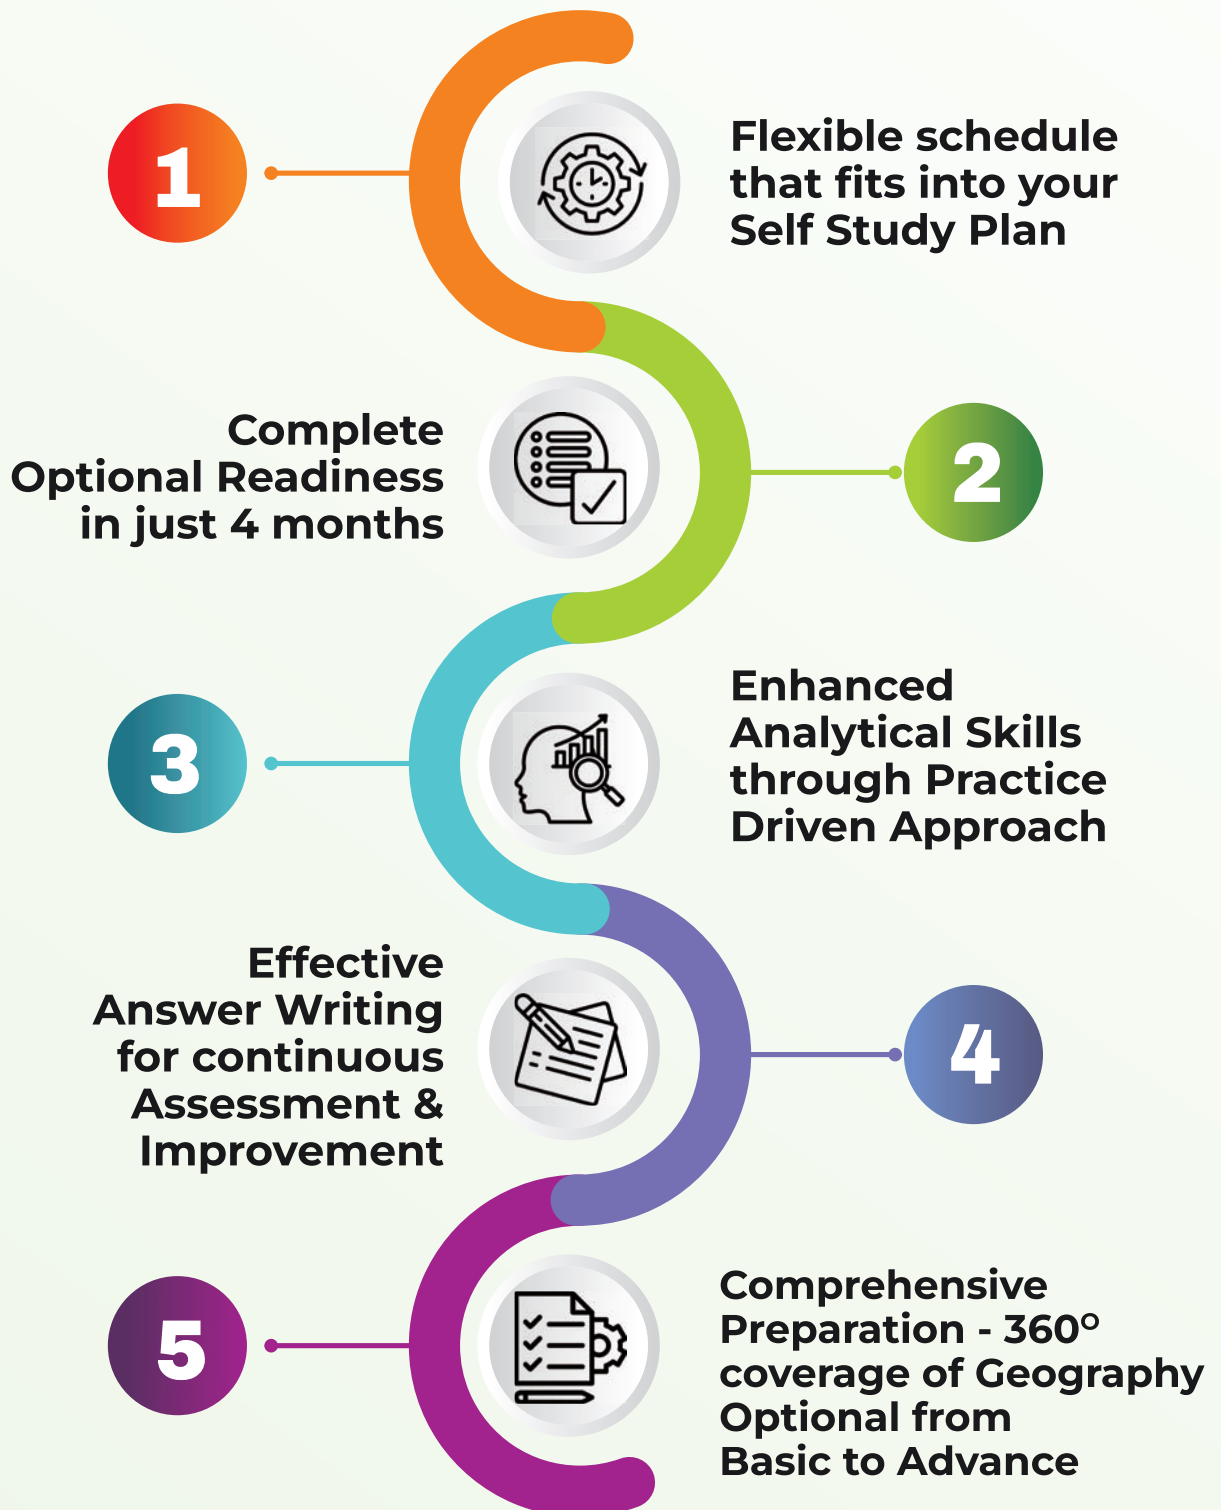 1
Flexible schedule
that fits into your
Self Study Plan
Complete
Optional Readiness
in just 4 months
2
3
Enhanced
Analytical Skills
through Practice
Driven Approach
Effective
Answer Writing
for continuous
Assessment &
Improvement
4
5
Comprehensive
Preparation - 360°
coverage of Geography
Optional from
Basic to Advance